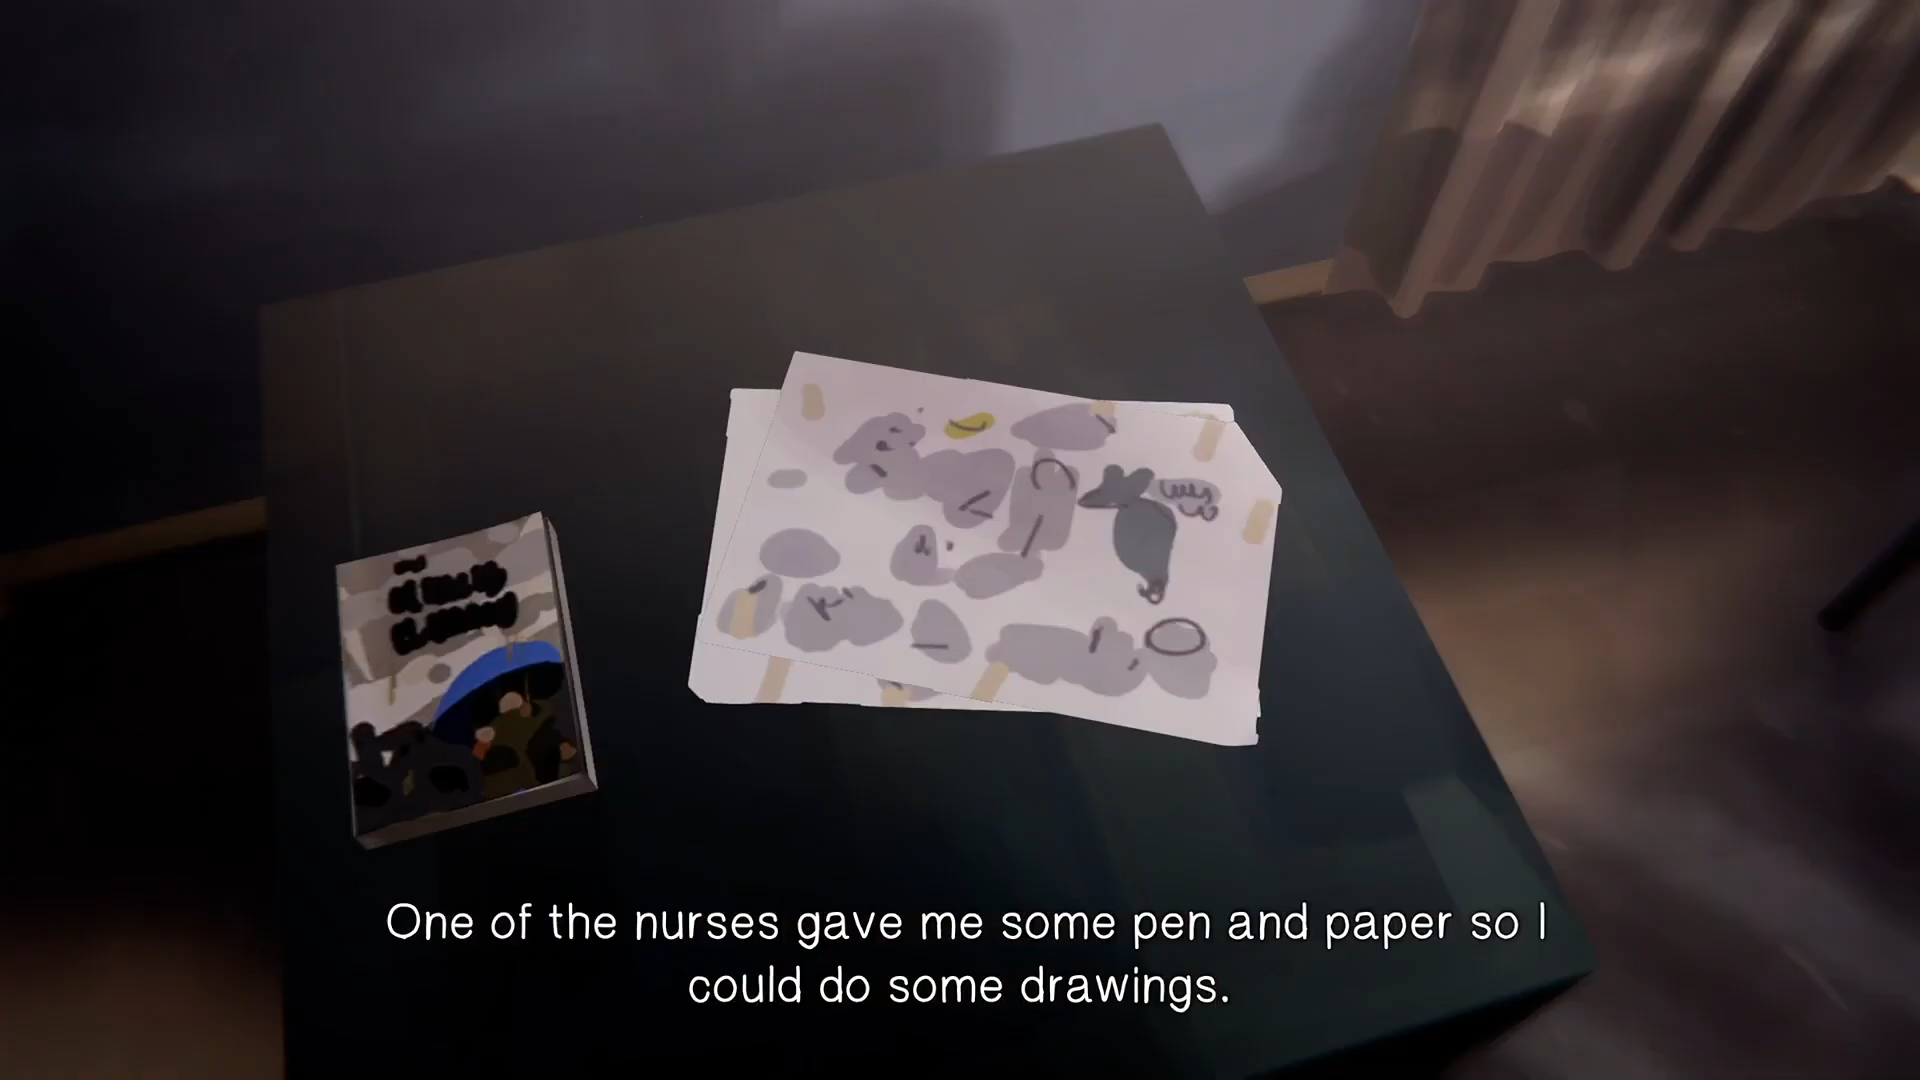 One of the nurses gave me some pen and paper so I
could do some drawings.